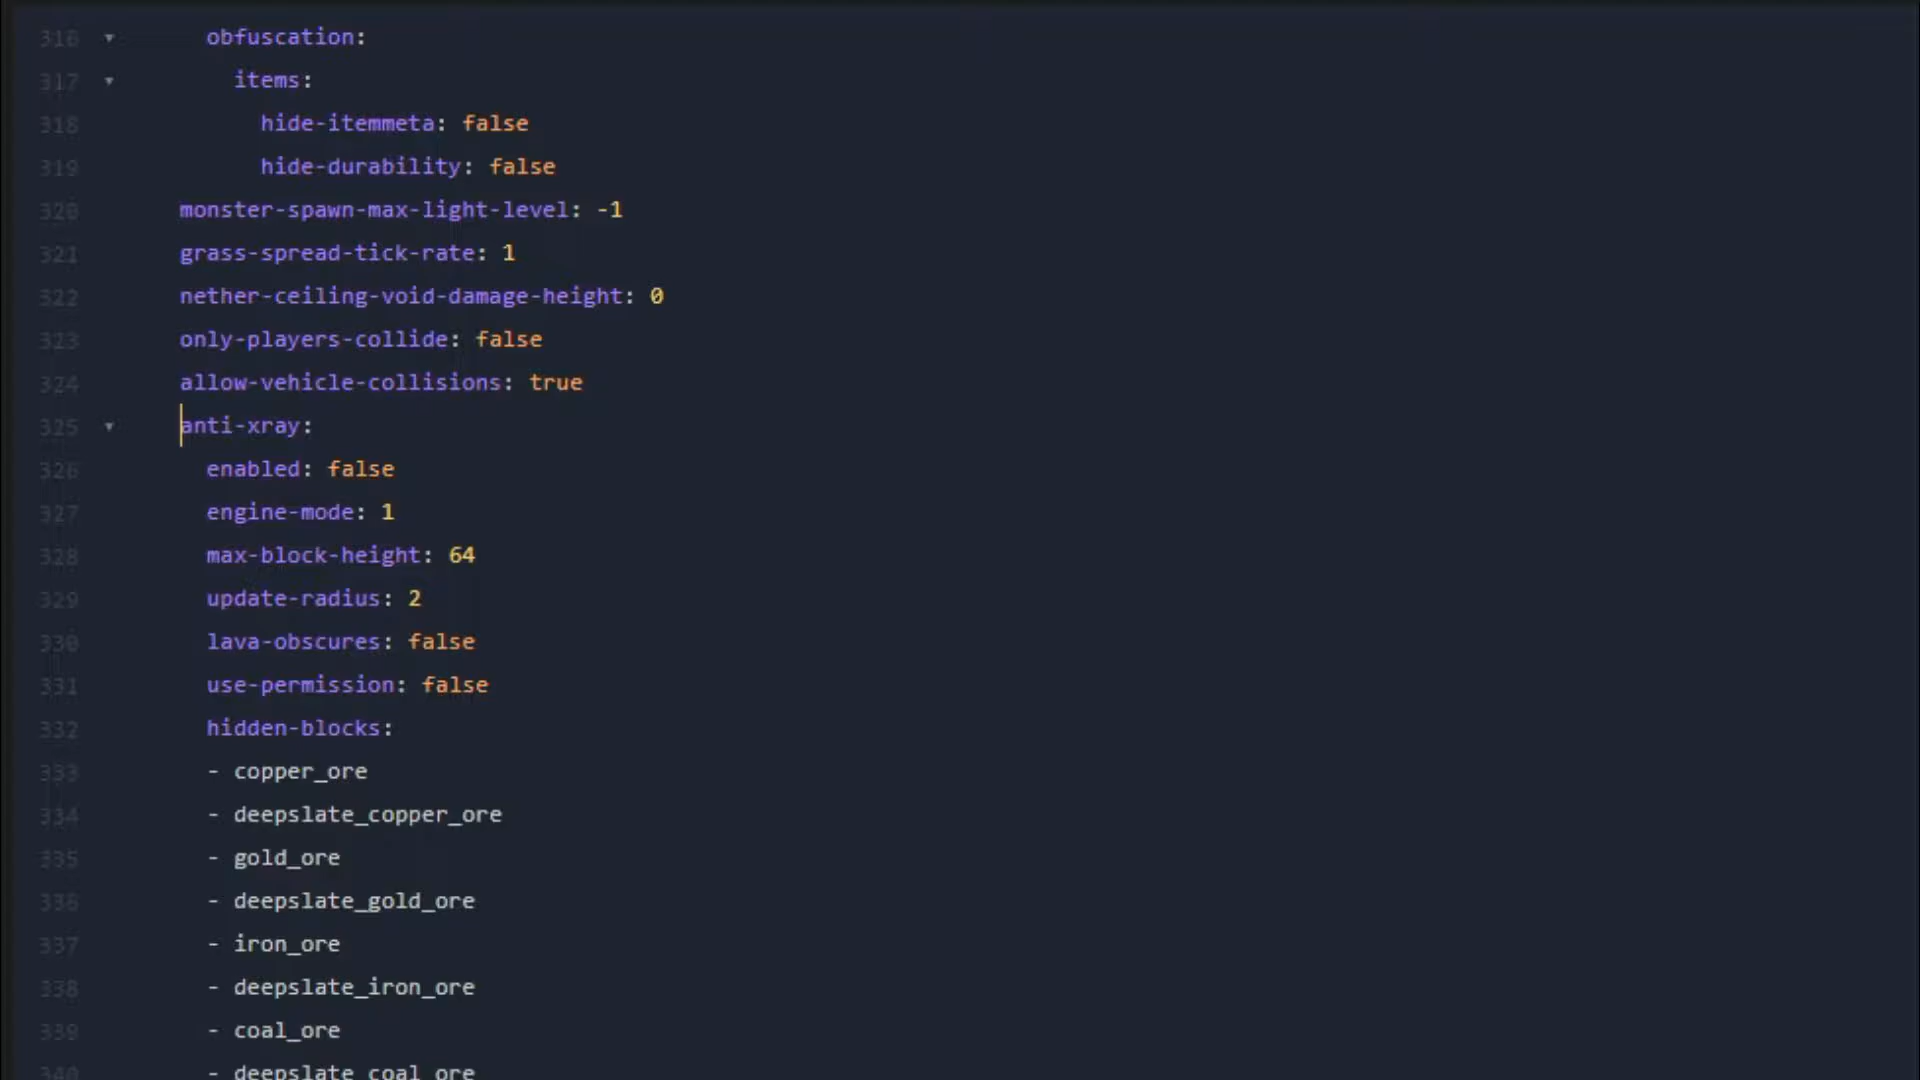 316 obfuscation:
317 items:
318 hide-itemmeta: false
319 hide-durability: false
320 monster-spawn-max-light-level: -1
321 grass-spread-tick-rate: 1
322 nether-ceiling-void-damage-height: 0
323 only-players-collide: false
324 allow-vehicle-collisions: true
325 anti-xray:
326 enabled: false
327 engine-mode: 1
328 max-block-height: 64
329 update-radius: 2
330 lava-obscures: false
331 use-permission: false
332 hidden-blocks:
333 - copper_ore
334 - deepslate_copper_ore
335 - gold_ore
336 - deepslate_gold_ore
337 - iron_ore
338 - deepslate_iron_ore
339 - coal_ore
340 - deepslate_coal_ore